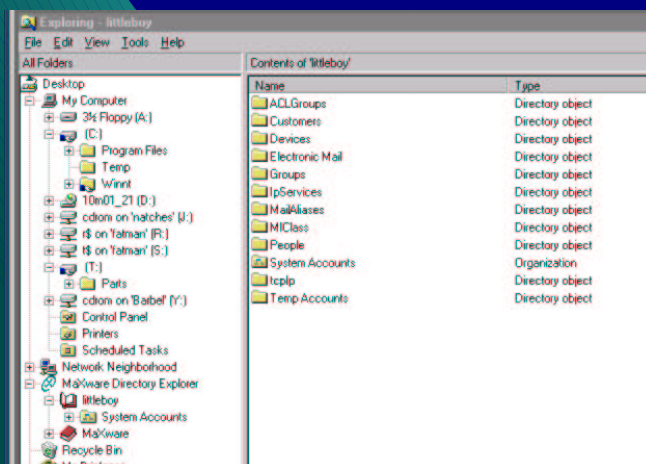 Exploring - littleboy
File Edit View Tools Help
All Folders
Contents of 'littleboy'
Desktop
My Computer
3½ Floppy (A:)
(C:)
Program Files
Temp
Winnt
10m01_21 (D:)
cdrom on 'natches' (J:)
r$ on 'fatman' (R:)
t$ on 'fatman' (S:)
(T:)
Parts
cdrom on 'Barbel' (Y:)
Control Panel
Printers
Scheduled Tasks
Network Neighborhood
MaXware Directory Explorer
littleboy
System Accounts
MaXware
Recycle Bin
Name Type
ACLGroups Directory object
Customers Directory object
Devices Directory object
Electronic Mail Directory object
Groups Directory object
IpServices Directory object
MailAliases Directory object
MIClass Directory object
People Directory object
System Accounts Organization
tcpIp Directory object
Temp Accounts Directory object